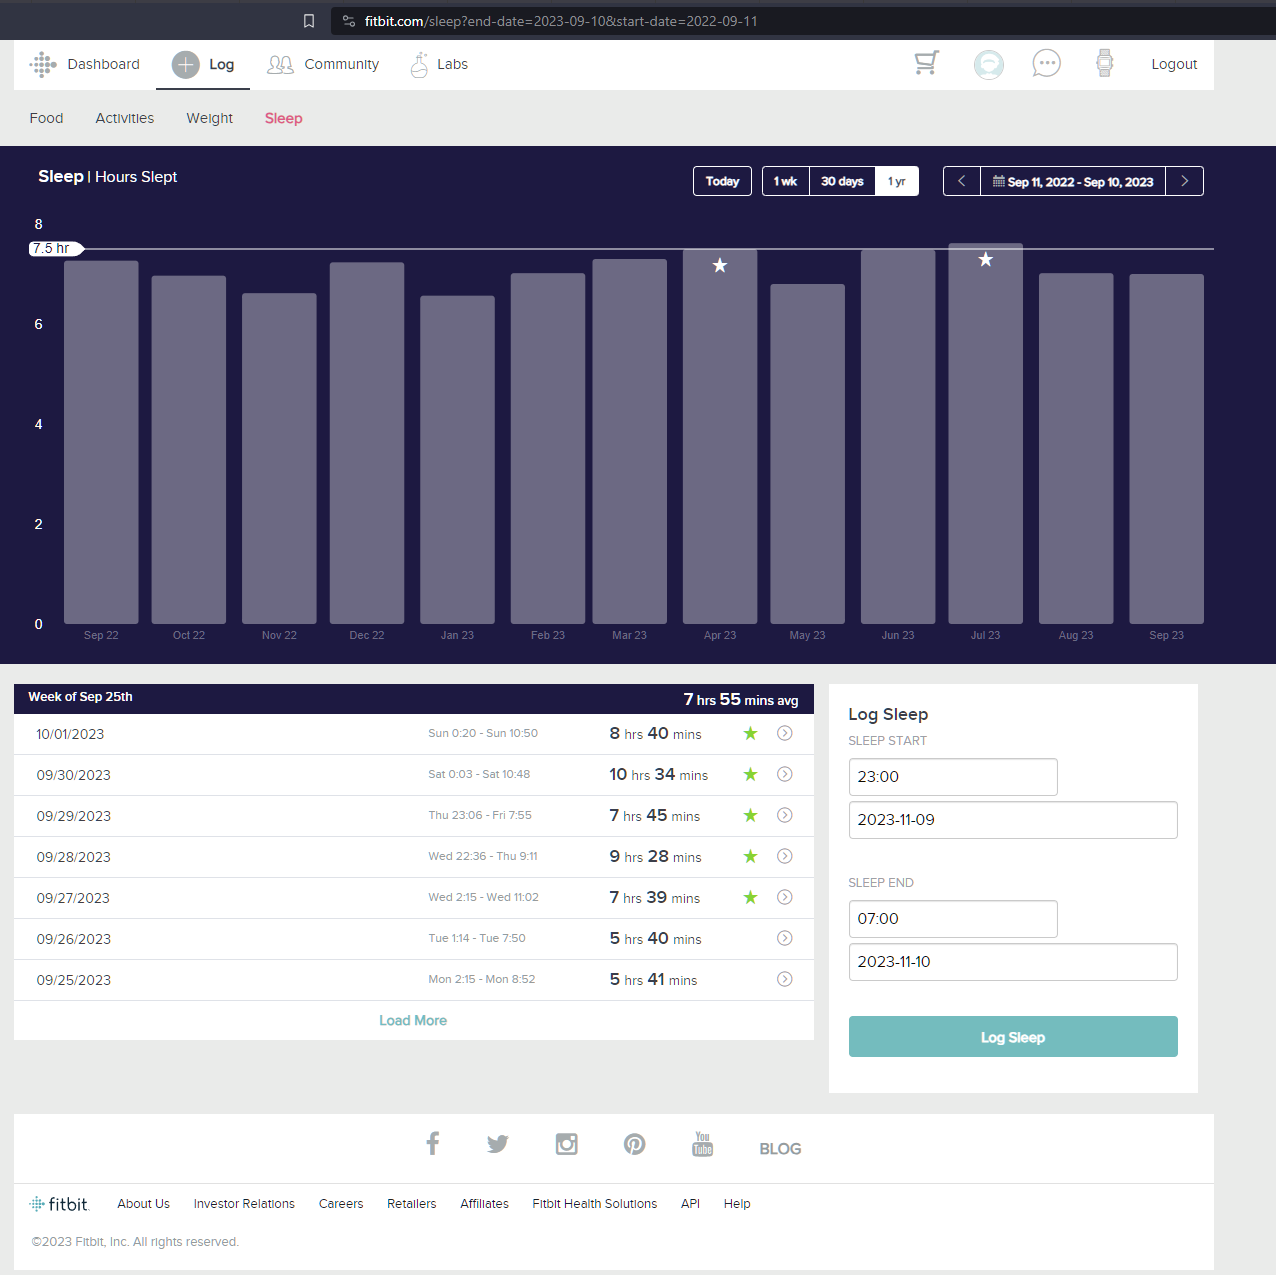 fitbit.com/sleep?end-date=2023-09-10&start-date=2022-09-11
Dashboard Log Community Labs Logout
Food Activities Weight Sleep
Sleep | Hours Slept Today 1 wk 30 days 1 yr Sep 11, 2022 - Sep 10, 2023
8
7.5 hr
6
4
2
0
Sep 22 Oct 22 Nov 22 Dec 22 Jan 23 Feb 23 Mar 23 Apr 23 May 23 Jun 23 Jul 23 Aug 23 Sep 23
Week of Sep 25th 7 hrs 55 mins avg
10/01/2023 Sun 0:20 - Sun 10:50 8 hrs 40 mins
09/30/2023 Sat 0:03 - Sat 10:48 10 hrs 34 mins
09/29/2023 Thu 23:06 - Fri 7:55 7 hrs 45 mins
09/28/2023 Wed 22:36 - Thu 9:11 9 hrs 28 mins
09/27/2023 Wed 2:15 - Wed 11:02 7 hrs 39 mins
09/26/2023 Tue 1:14 - Tue 7:50 5 hrs 40 mins
09/25/2023 Mon 2:15 - Mon 8:52 5 hrs 41 mins
Load More
Log Sleep
SLEEP START
23:00
2023-11-09
SLEEP END
07:00
2023-11-10
Log Sleep
You Tube BLOG
fitbit. About Us Investor Relations Careers Retailers Affiliates Fitbit Health Solutions API Help
©2023 Fitbit, Inc. All rights reserved.